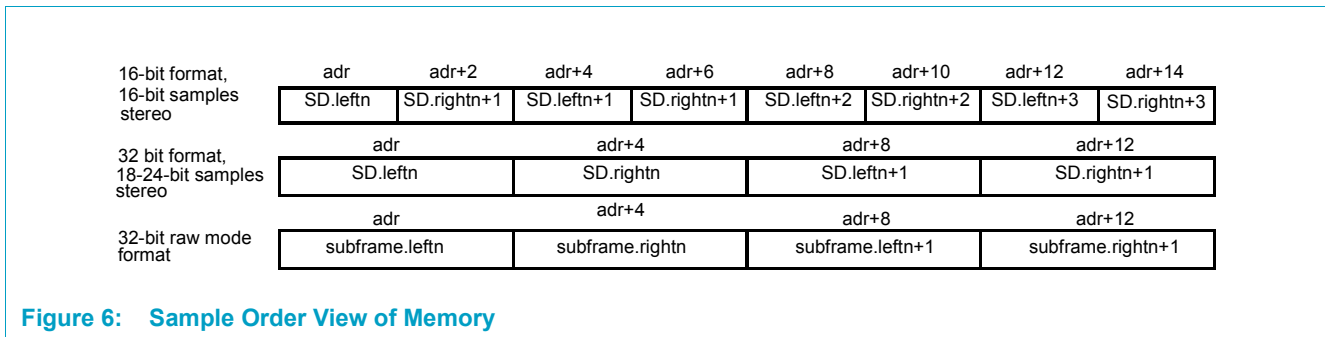 16-bit format,
16-bit samples
stereo
adr adr+2 adr+4 adr+6 adr+8 adr+10 adr+12 adr+14
SD.leftn SD.rightn+1 SD.leftn+1 SD.rightn+1 SD.leftn+2 SD.rightn+2 SD.leftn+3 SD.rightn+3
32 bit format,
18-24-bit samples
stereo
adr adr+4 adr+8 adr+12
SD.leftn SD.rightn SD.leftn+1 SD.rightn+1
32-bit raw mode
format
adr adr+4 adr+8 adr+12
subframe.leftn subframe.rightn subframe.leftn+1 subframe.rightn+1
Figure 6: Sample Order View of Memory